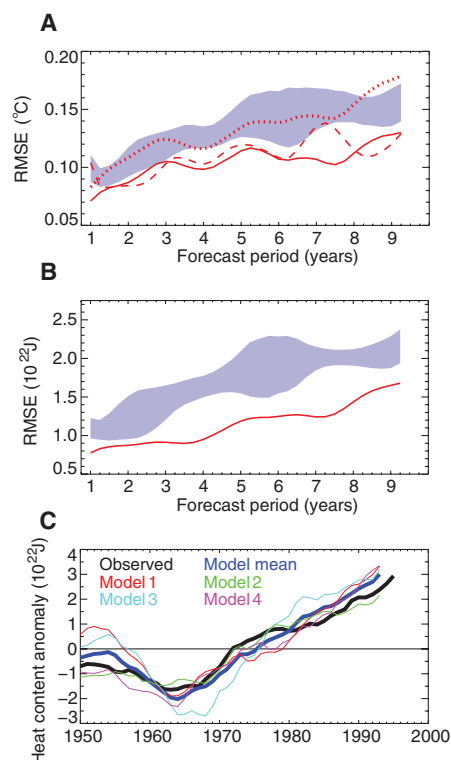 A
0.20
0.15
0.10
0.05
RMSE (°C)
1 2 3 4 5 6 7 8 9
Forecast period (years)
B
2.5
2.0
1.5
1.0
0.5
RMSE (10²²J)
1 2 3 4 5 6 7 8 9
Forecast period (years)
C
Heat content anomaly (10²²J)
4
3
2
1
0
−1
−2
−3
Observed Model mean
Model 1 Model 2
Model 3 Model 4
1950 1960 1970 1980 1990 2000